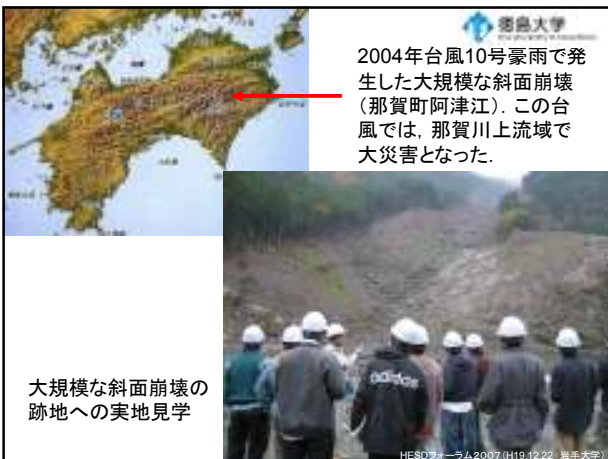 徳島大学
2004年台風10号豪雨で発
生した大規模な斜面崩壊
（那賀町阿津江）．この台
風では，那賀川上流域で
大災害となった．
adidas
大規模な斜面崩壊の
跡地への実地見学
HESDフォーラム2007（H19.12.22 岩手大学）